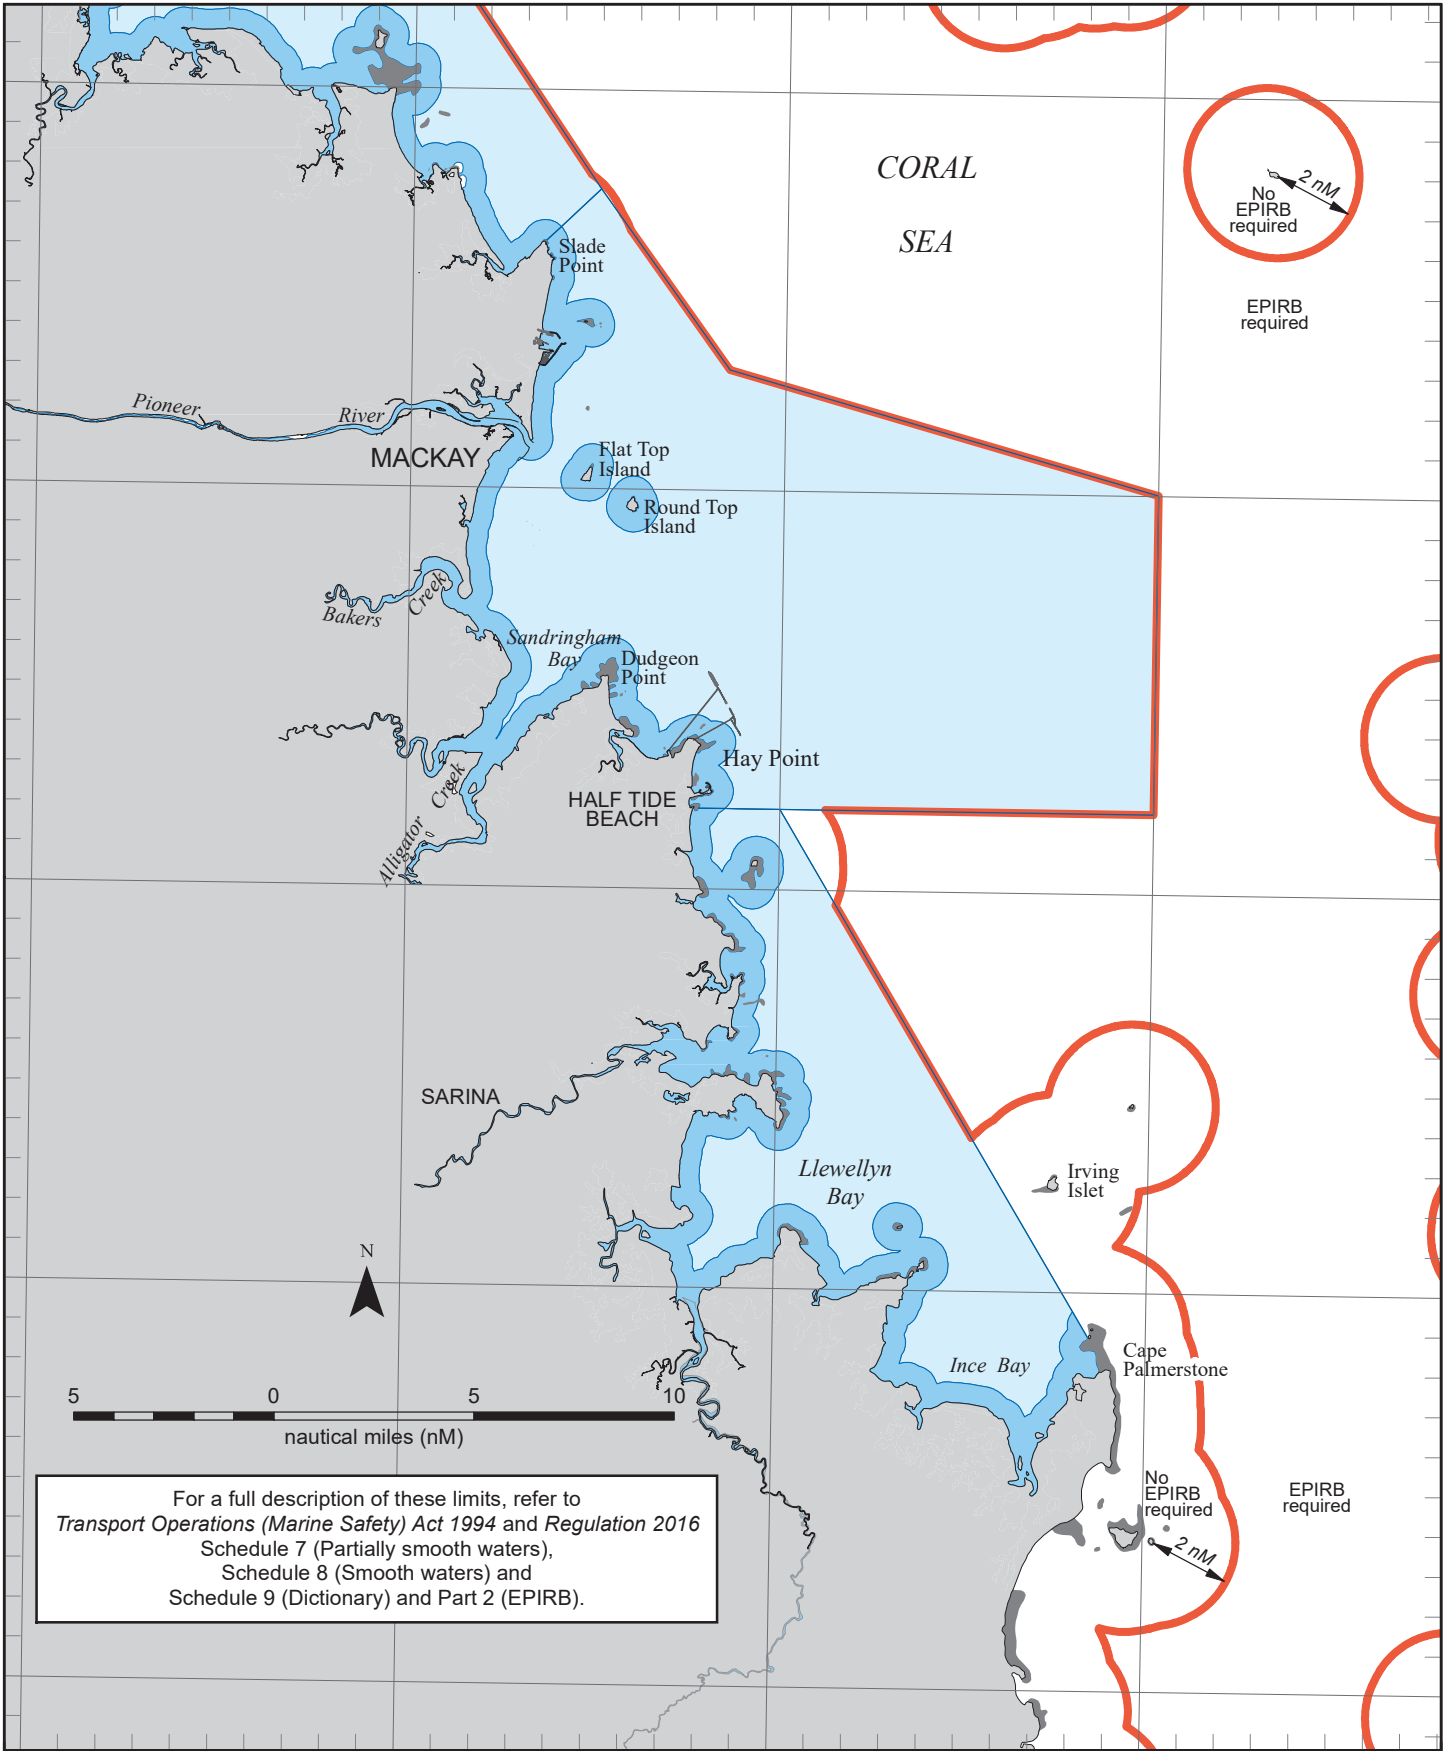 CORAL
SEA
2 nM
No
EPIRB
required
EPIRB
required
Slade
Point
Pioneer
River
MACKAY
Flat Top
Island
Round Top
Island
Bakers
Creek
Sandringham
Bay
Dudgeon
Point
Hay Point
HALF TIDE
BEACH
Alligator
Creek
SARINA
Llewellyn
Bay
Irving
Islet
N
Ince Bay
Cape
Palmerstone
5 0 5 10
nautical miles (nM)
No
EPIRB
required
EPIRB
required
2 nM
For a full description of these limits, refer to
Transport Operations (Marine Safety) Act 1994 and Regulation 2016
Schedule 7 (Partially smooth waters),
Schedule 8 (Smooth waters) and
Schedule 9 (Dictionary) and Part 2 (EPIRB).